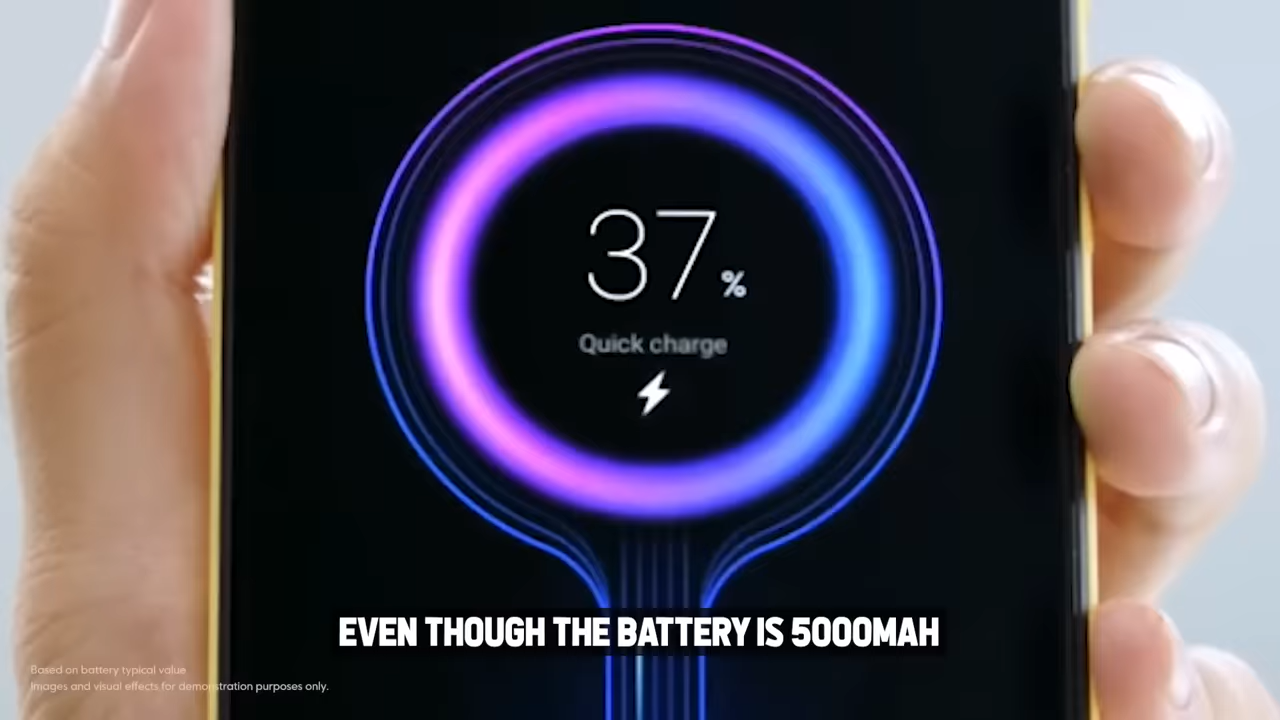 37%
Quick charge
EVEN THOUGH THE BATTERY IS 5000MAH
Based on battery typical value
Images and visual effects for demonstration purposes only.